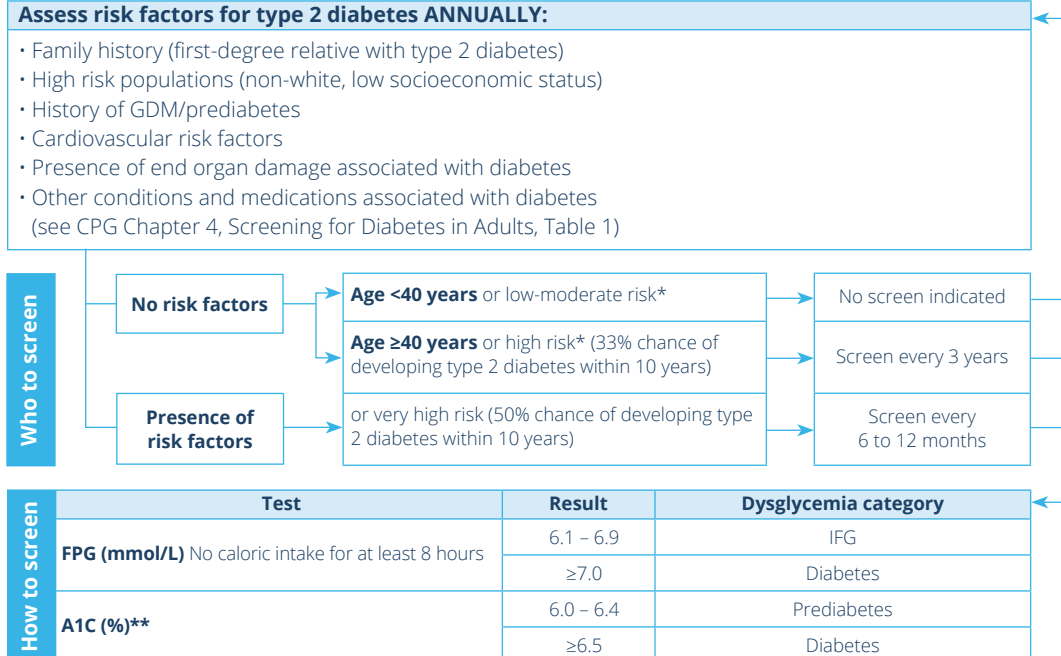 Assess risk factors for type 2 diabetes ANNUALLY:
• Family history (first-degree relative with type 2 diabetes)
• High risk populations (non-white, low socioeconomic status)
• History of GDM/prediabetes
• Cardiovascular risk factors
• Presence of end organ damage associated with diabetes
• Other conditions and medications associated with diabetes
(see CPG Chapter 4, Screening for Diabetes in Adults, Table 1)
Who to screen
No risk factors
Age <40 years or low-moderate risk*
No screen indicated
Age ≥40 years or high risk* (33% chance of
developing type 2 diabetes within 10 years)
Screen every 3 years
Presence of
risk factors
or very high risk (50% chance of developing type
2 diabetes within 10 years)
Screen every
6 to 12 months
How to screen
Test
Result
Dysglycemia category
FPG (mmol/L) No caloric intake for at least 8 hours
6.1 – 6.9
IFG
≥7.0
Diabetes
A1C (%)**
6.0 – 6.4
Prediabetes
≥6.5
Diabetes